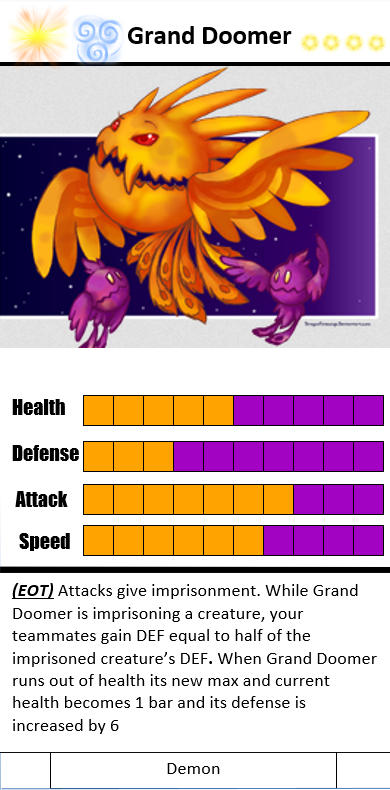 Grand Doomer
Health
Defense
Attack
Speed
(EOT) Attacks give imprisonment. While Grand
Doomer is imprisoning a creature, your
teammates gain DEF equal to half of the
imprisoned creature’s DEF. When Grand Doomer
runs out of health its new max and current
health becomes 1 bar and its defense is
increased by 6
Demon